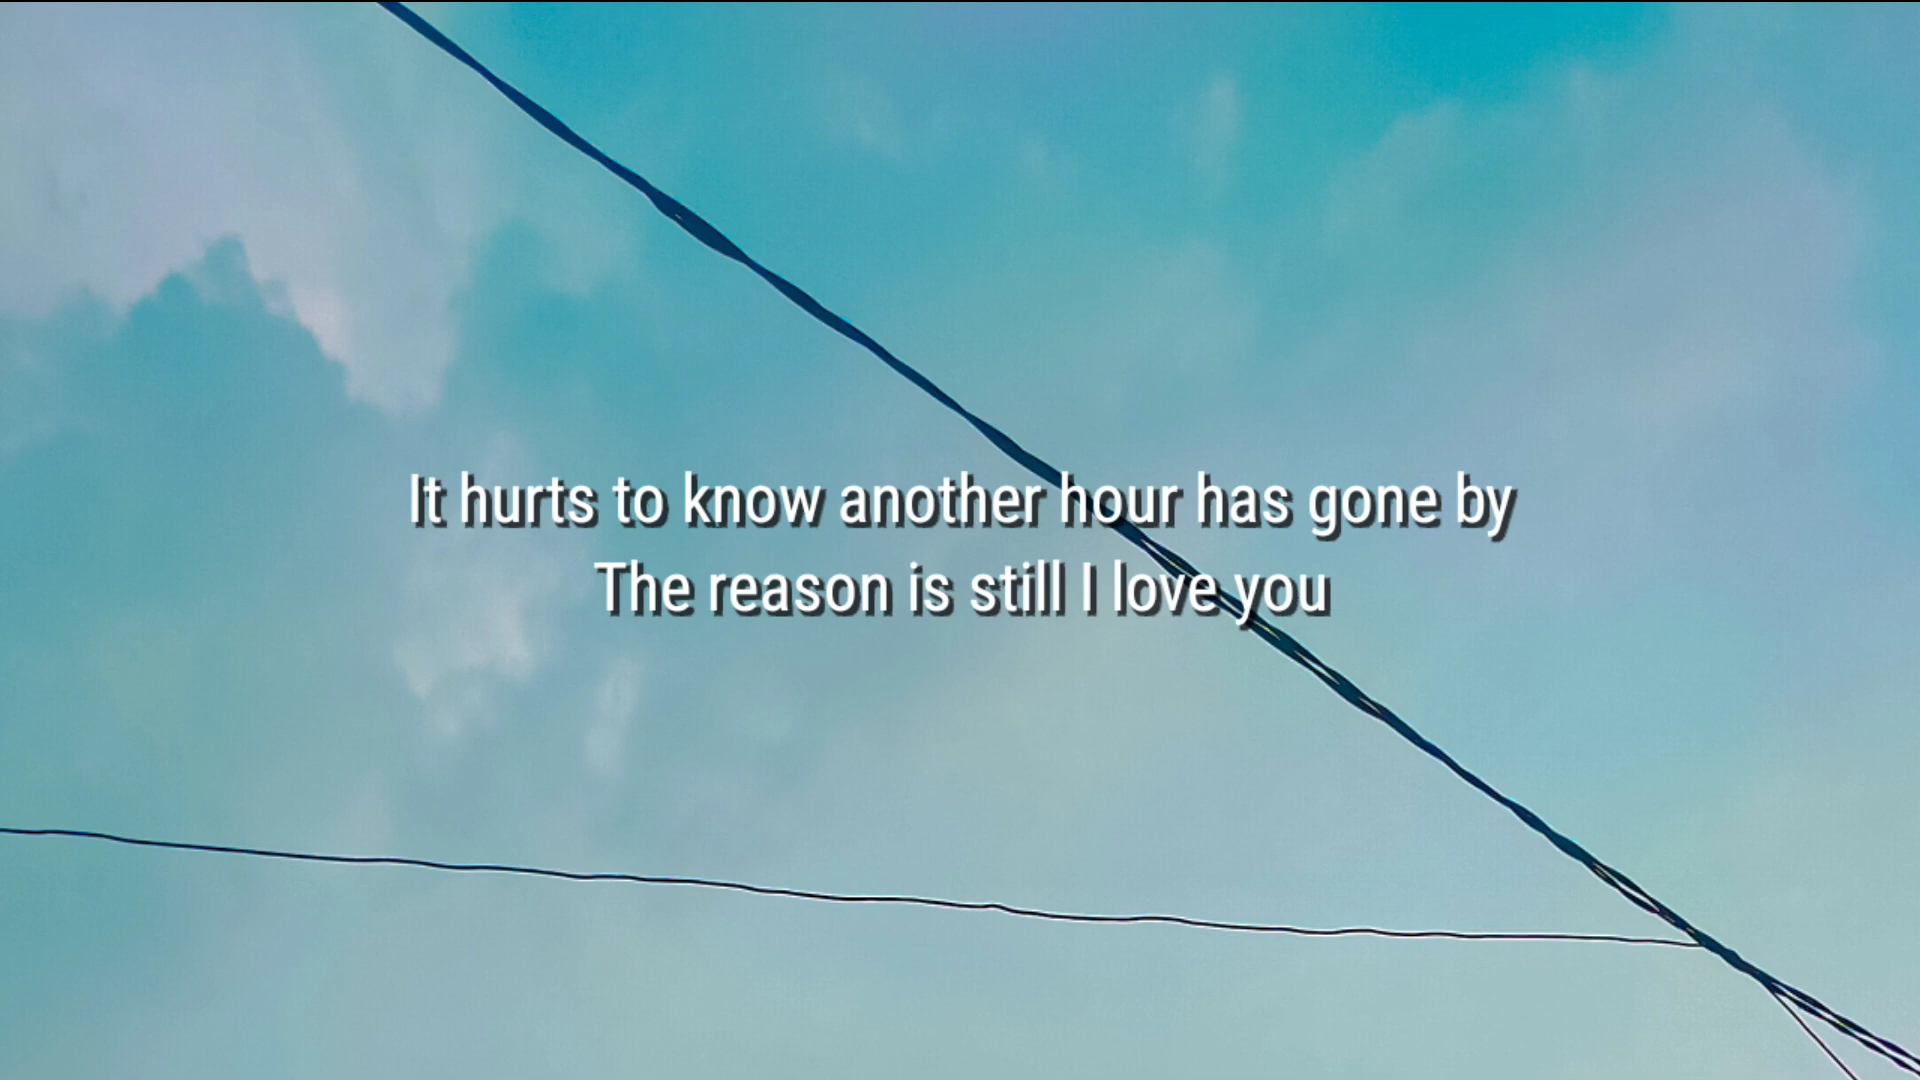 It hurts to know another hour has gone by
The reason is still I love you